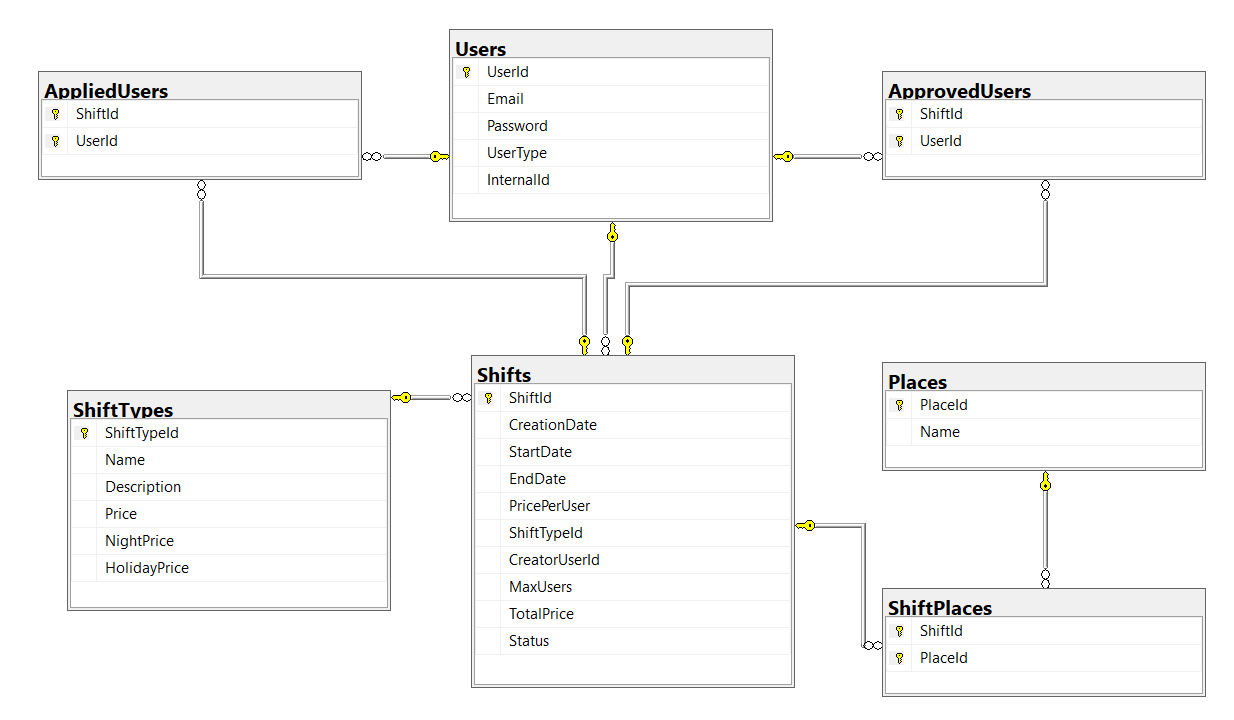 Users
UserId
Email
Password
UserType
InternalId
AppliedUsers
ShiftId
UserId
ApprovedUsers
ShiftId
UserId
ShiftTypes
ShiftTypeId
Name
Description
Price
NightPrice
HolidayPrice
Shifts
ShiftId
CreationDate
StartDate
EndDate
PricePerUser
ShiftTypeId
CreatorUserId
MaxUsers
TotalPrice
Status
Places
PlaceId
Name
ShiftPlaces
ShiftId
PlaceId